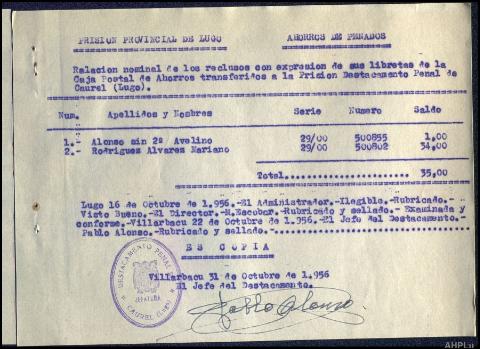 PRISION PROVINCIAL DE LUGO AHORROS DE PENADOS
Relacion nominal de los reclusos con expresion de sus libretas de la
Caja Postal de Ahorros transferidos a la Prision Destacamento Penal de
Caurel (Lugo).
Num. Apellidos y Nombres Serie Numero Saldo
1.- Alonso sin 2º Avelino 29/00 500855 1,00
2.- Rodriguez Alvarez Mariano 29/00 500802 34,00
Total........................ 35,00
Lugo 16 de Octubre de 1.956.-El Administrador.-Ilegible.-Rubricado.-
Visto Bueno.-El Director.-M.Escobar.-Rubricado y sellado.- Examinada y
conforme.-Villarbacu 22 de Octubre de 1.956.-El Jefe del Destacamento.-
Pablo Alonso.-Rubricado y sellado.-
ES COPIA
DESTACAMENTO PENAL
JEFATURA
CAUREL (Lugo)
Villarbacu 31 de Octubre de 1.956
El Jefe del Destacamento.
Pablo Alonso